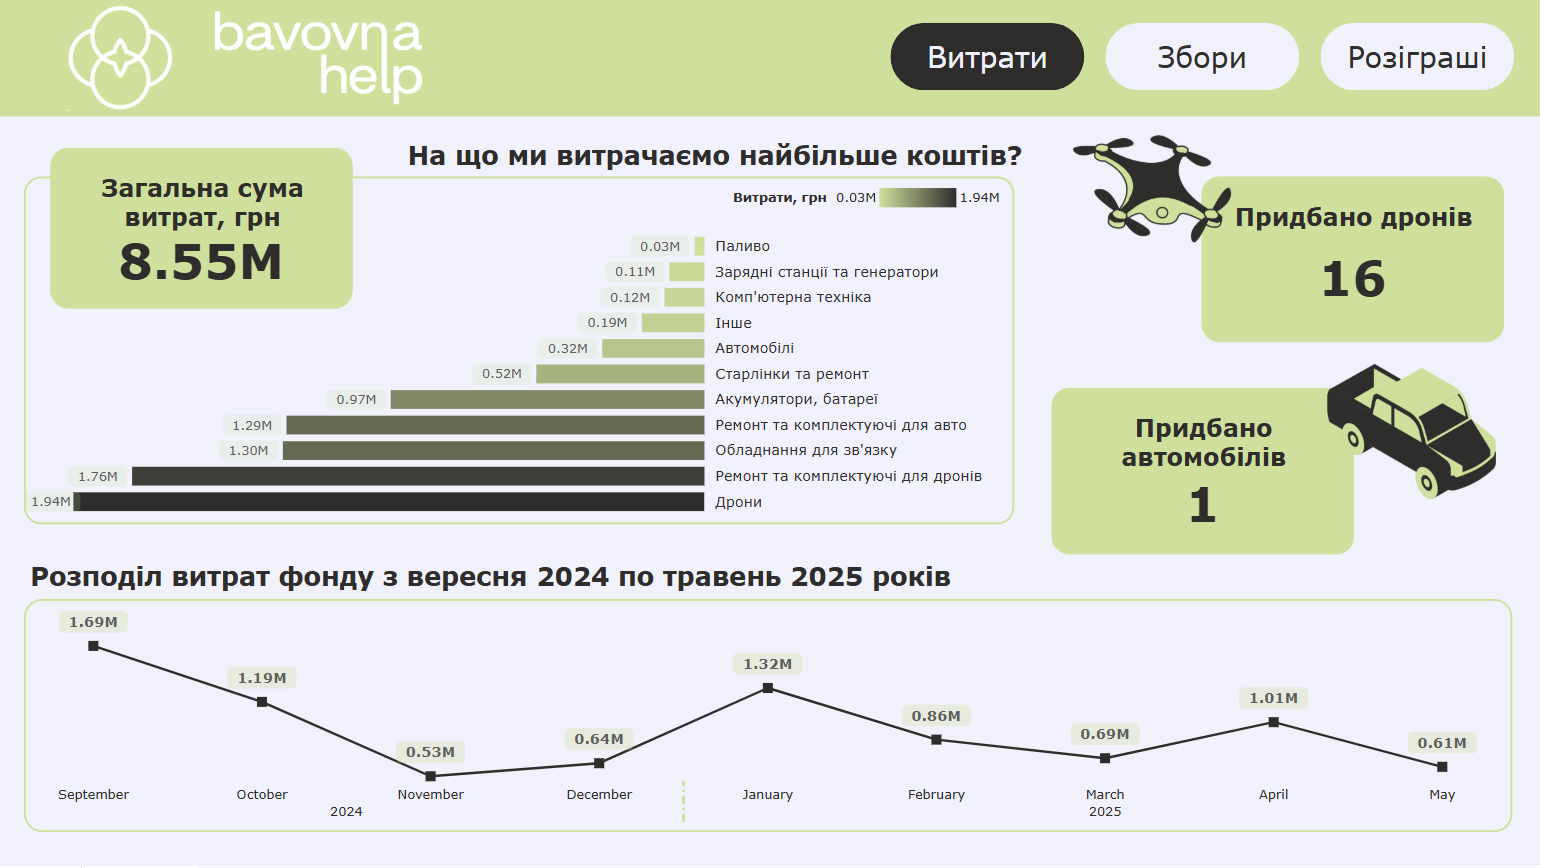 bavovna
help
Витрати
Збори
Розіграші
Загальна сума
витрат, грн
8.55M
На що ми витрачаємо найбільше коштів?
Витрати, грн 0.03M 1.94M
0.03M Паливо
0.11M Зарядні станції та генератори
0.12M Комп'ютерна техніка
0.19M Інше
0.32M Автомобілі
0.52M Старлінки та ремонт
0.97M Акумулятори, батареї
1.29M Ремонт та комплектуючі для авто
1.30M Обладнання для зв'язку
1.76M Ремонт та комплектуючі для дронів
1.94M Дрони
Придбано дронів
16
Придбано
автомобілів
1
Розподіл витрат фонду з вересня 2024 по травень 2025 років
1.69M
1.19M
0.53M
0.64M
1.32M
0.86M
0.69M
1.01M
0.61M
September October November December January February March April May
2024 2025